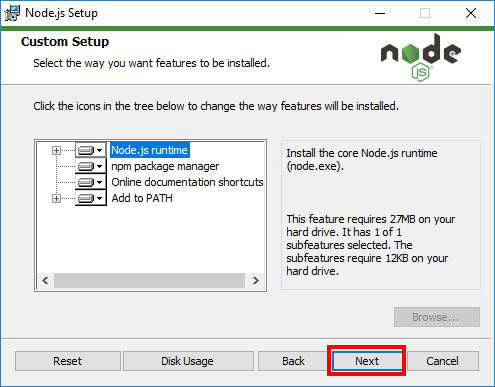 Node.js Setup
Custom Setup
Select the way you want features to be installed.
node
JS
Click the icons in the tree below to change the way features will be installed.
Node.js runtime
npm package manager
Online documentation shortcuts
Add to PATH
Install the core Node.js runtime
(node.exe).
This feature requires 27MB on your
hard drive. It has 1 of 1
subfeatures selected. The
subfeatures require 12KB on your
hard drive.
Browse...
Reset
Disk Usage
Back
Next
Cancel